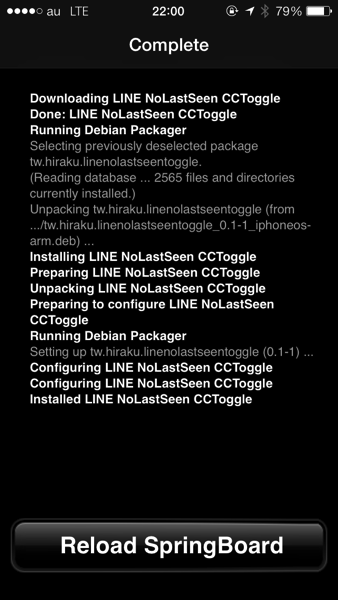 au LTE 22:00 79%
Complete
Downloading LINE NoLastSeen CCToggle
Done: LINE NoLastSeen CCToggle
Running Debian Packager
Selecting previously deselected package
tw.hiraku.linenolastseentoggle.
(Reading database ... 2565 files and directories
currently installed.)
Unpacking tw.hiraku.linenolastseentoggle (from
.../tw.hiraku.linenolastseentoggle_0.1-1_iphoneos-
arm.deb) ...
Installing LINE NoLastSeen CCToggle
Preparing LINE NoLastSeen CCToggle
Unpacking LINE NoLastSeen CCToggle
Preparing to configure LINE NoLastSeen
CCToggle
Running Debian Packager
Setting up tw.hiraku.linenolastseentoggle (0.1-1) ...
Configuring LINE NoLastSeen CCToggle
Configuring LINE NoLastSeen CCToggle
Installed LINE NoLastSeen CCToggle
Reload SpringBoard